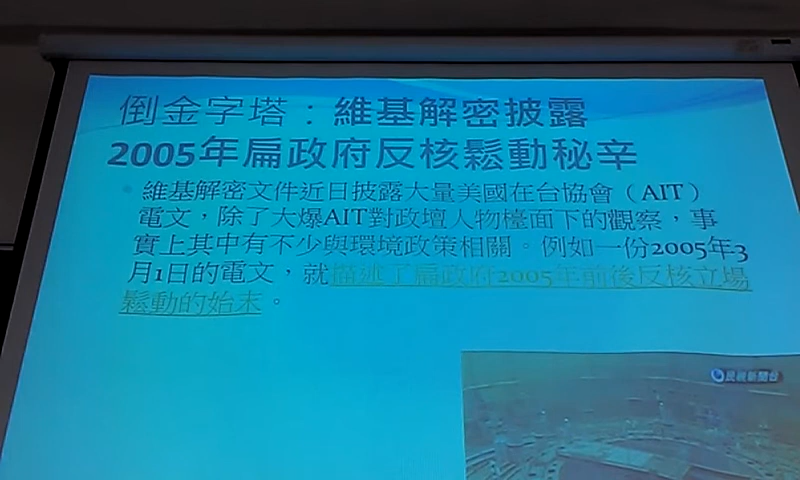 倒金字塔：維基解密披露
2005年扁政府反核鬆動秘辛
維基解密文件近日披露大量美國在台協會（AIT）
電文，除了大爆AIT對政壇人物檯面下的觀察，事
實上其中有不少與環境政策相關。例如一份2005年3
月1日的電文，就描述了扁政府2005年前後反核立場
鬆動的始末。
民視新聞台